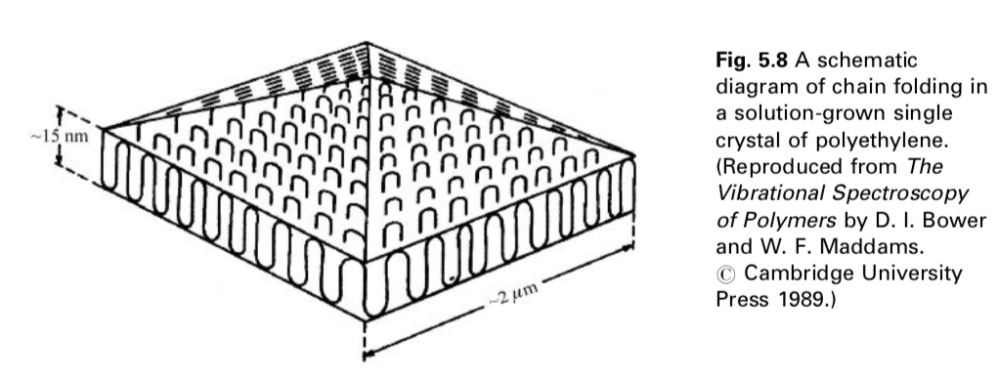 ~15 nm
~2 μm
Fig. 5.8 A schematic
diagram of chain folding in
a solution-grown single
crystal of polyethylene.
(Reproduced from The
Vibrational Spectroscopy
of Polymers by D. I. Bower
and W. F. Maddams.
© Cambridge University
Press 1989.)